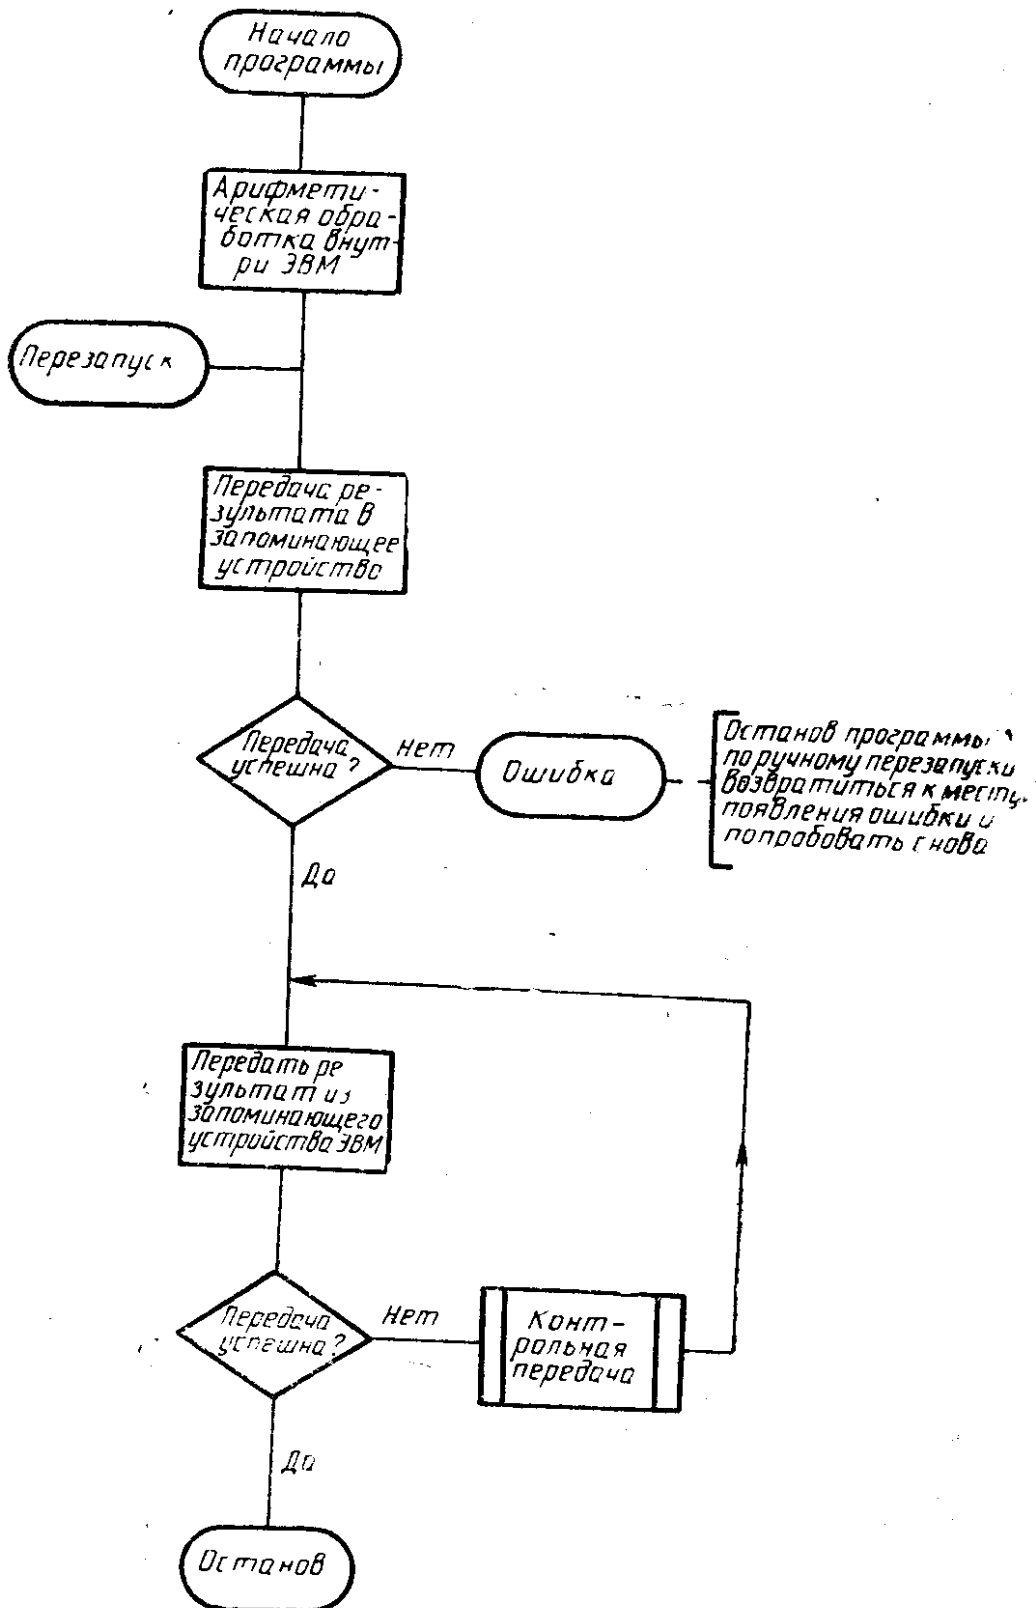 Начало
программы
Арифмети-
ческая обра-
ботка внут-
ри ЭВМ
Перезапуск
Передача ре-
зультата в
запоминающее
устройство
Передача
успешна?
Нет
Ошибка
Останов программы
по ручному перезапуску
возвратиться к месту
появления ошибки и
попробовать снова
Да
Передать ре
зультат из
запоминающего
устройства ЭВМ
Передача
успешна?
Нет
Конт-
рольная
передача
Да
Останов